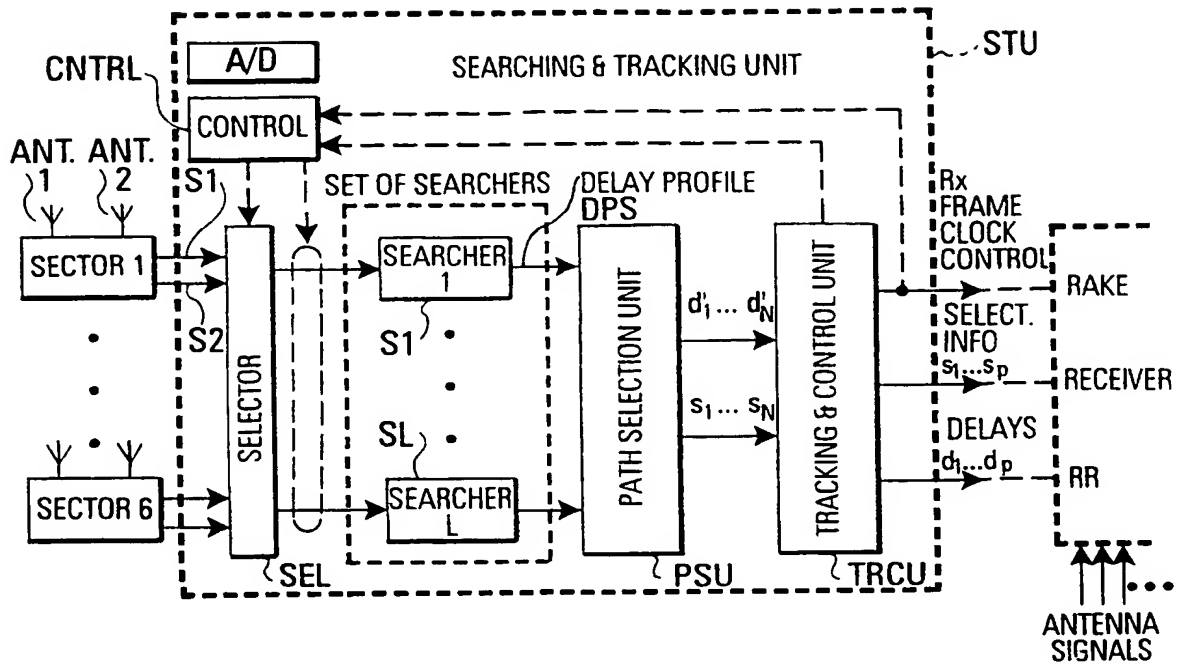 A/D
SEARCHING & TRACKING UNIT
STU
CNTRL
CONTROL
ANT.
1
ANT.
2
S1
SET OF SEARCHERS
DELAY PROFILE
DPS
Rx
FRAME
CLOCK
CONTROL
SECTOR 1
SEARCHER
1
RAKE
S2
S1
d'1 ... d'N
SELECT.
INFO
s1...sp
RECEIVER
SELECTOR
PATH SELECTION UNIT
TRACKING & CONTROL UNIT
s1 ... sN
SL
DELAYS
d1...dp
RR
SECTOR 6
SEARCHER
L
SEL
PSU
TRCU
ANTENNA
SIGNALS